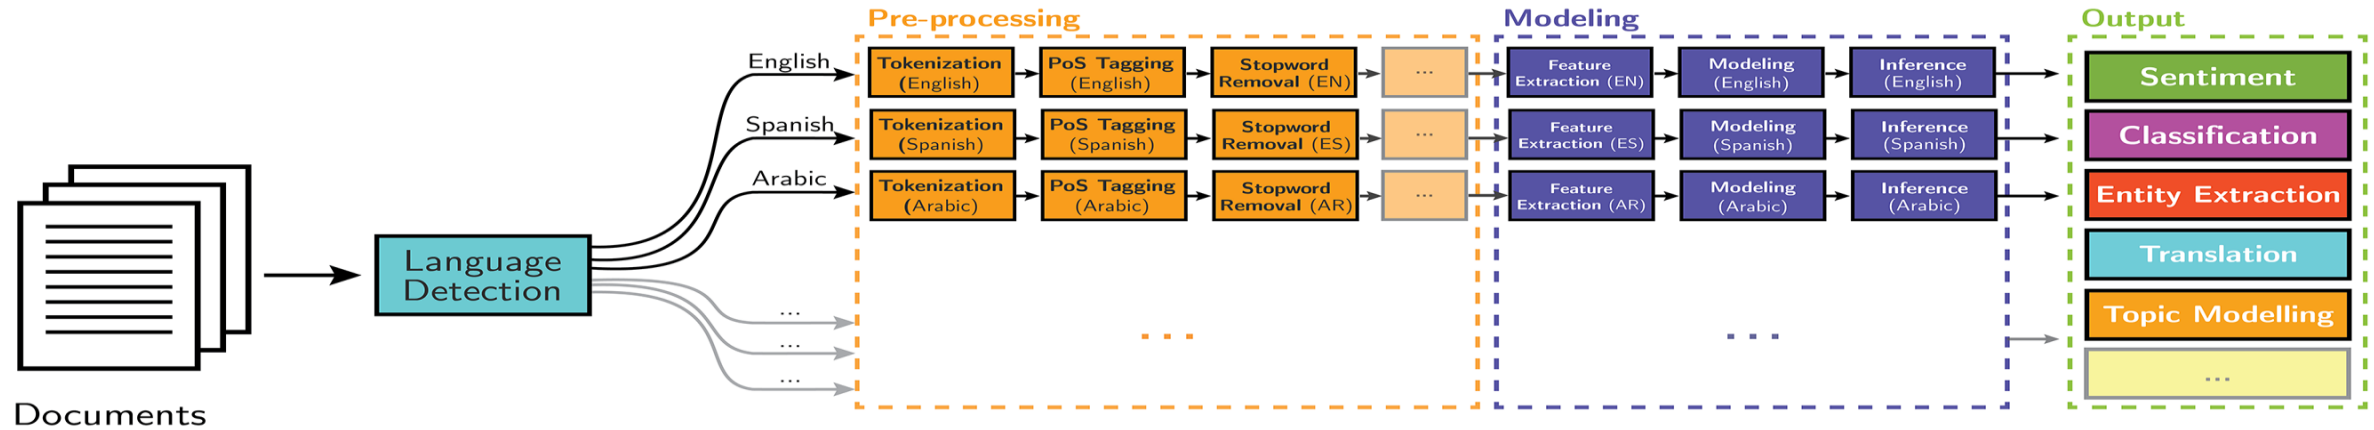 Pre-processing
Modeling
Output
English
Tokenization
(English)
PoS Tagging
(English)
Stopword
Removal (EN)
...
Feature
Extraction (EN)
Modeling
(English)
Inference
(English)
Sentiment
Spanish
Tokenization
(Spanish)
PoS Tagging
(Spanish)
Stopword
Removal (ES)
...
Feature
Extraction (ES)
Modeling
(Spanish)
Inference
(Spanish)
Classification
Arabic
Tokenization
(Arabic)
PoS Tagging
(Arabic)
Stopword
Removal (AR)
...
Feature
Extraction (AR)
Modeling
(Arabic)
Inference
(Arabic)
Entity Extraction
Language
Detection
Translation
...
...
...
...
...
Topic Modelling
...
Documents